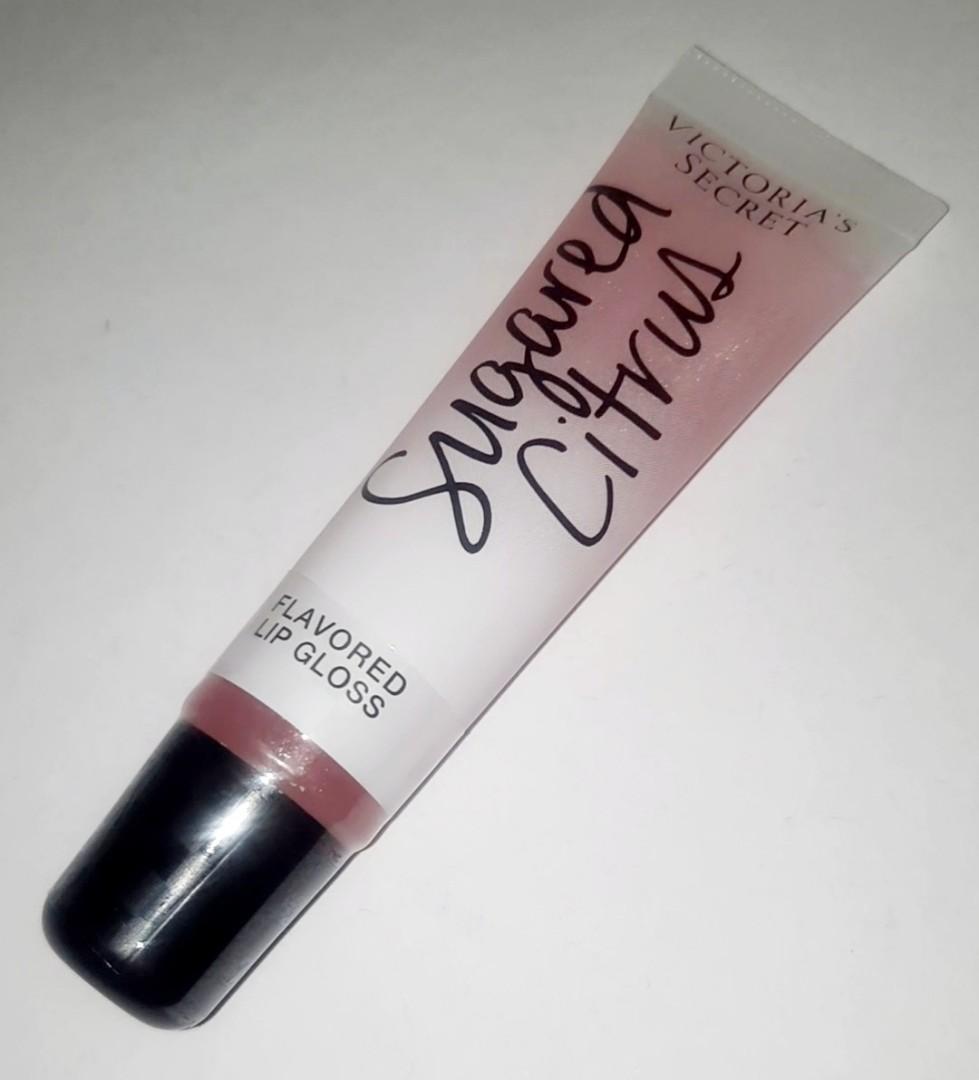 VICTORIA'S
SECRET
Sugared
Citrus
FLAVORED
LIP GLOSS